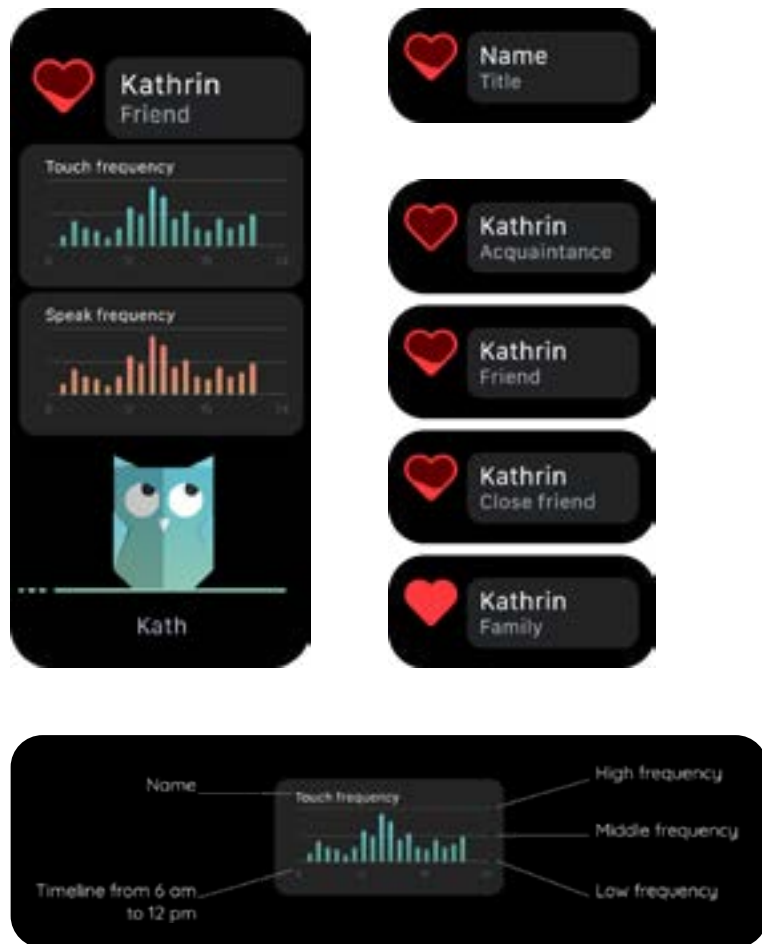 Kathrin
Friend
Touch frequency
Speak frequency
Kath
Name
Title
Kathrin
Acquaintance
Kathrin
Friend
Kathrin
Close friend
Kathrin
Family
Name
Touch frequency
Timeline from 6 am
to 12 pm
High frequency
Middle frequency
Low frequency